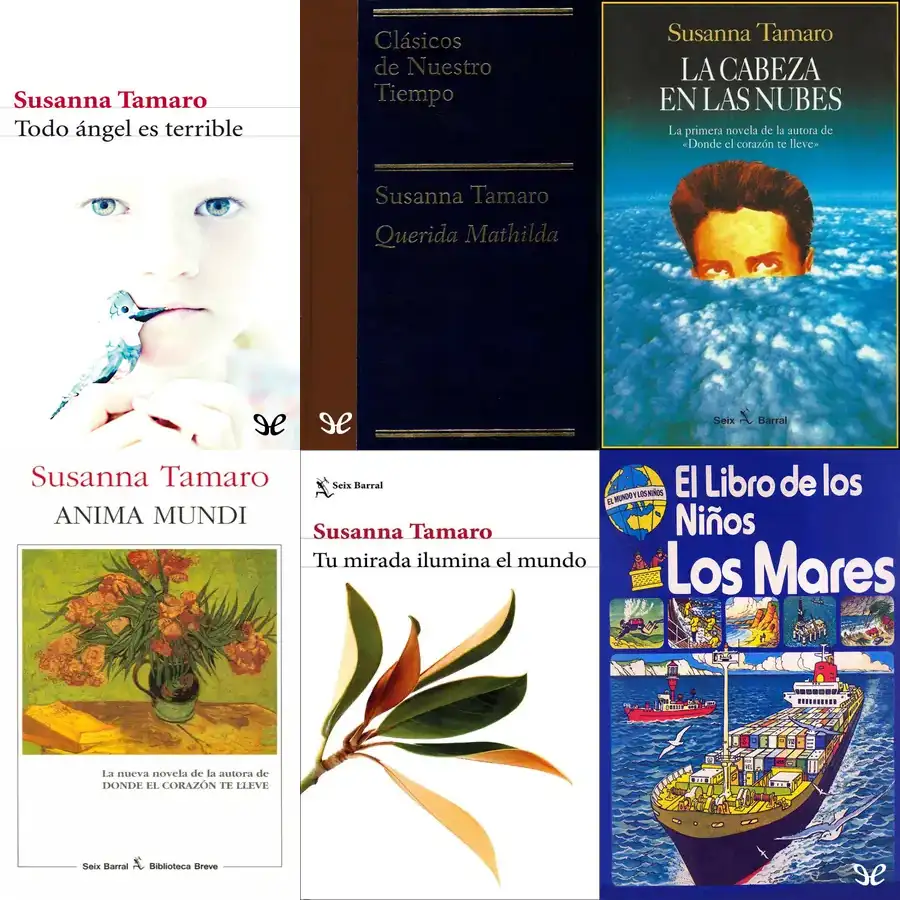 Susanna Tamaro
Todo ángel es terrible
Clásicos
de Nuestro
Tiempo
Susanna Tamaro
Querida Mathilda
Susanna Tamaro
LA CABEZA
EN LAS NUBES
La primera novela de la autora de
«Donde el corazón te lleve»
Seix Barral
Susanna Tamaro
ANIMA MUNDI
La nueva novela de la autora de
DONDE EL CORAZÓN TE LLEVE
Seix Barral Biblioteca Breve
Seix Barral
Susanna Tamaro
Tu mirada ilumina el mundo
EL MUNDO Y LOS NIÑOS
El Libro de los
Niños
Los Mares